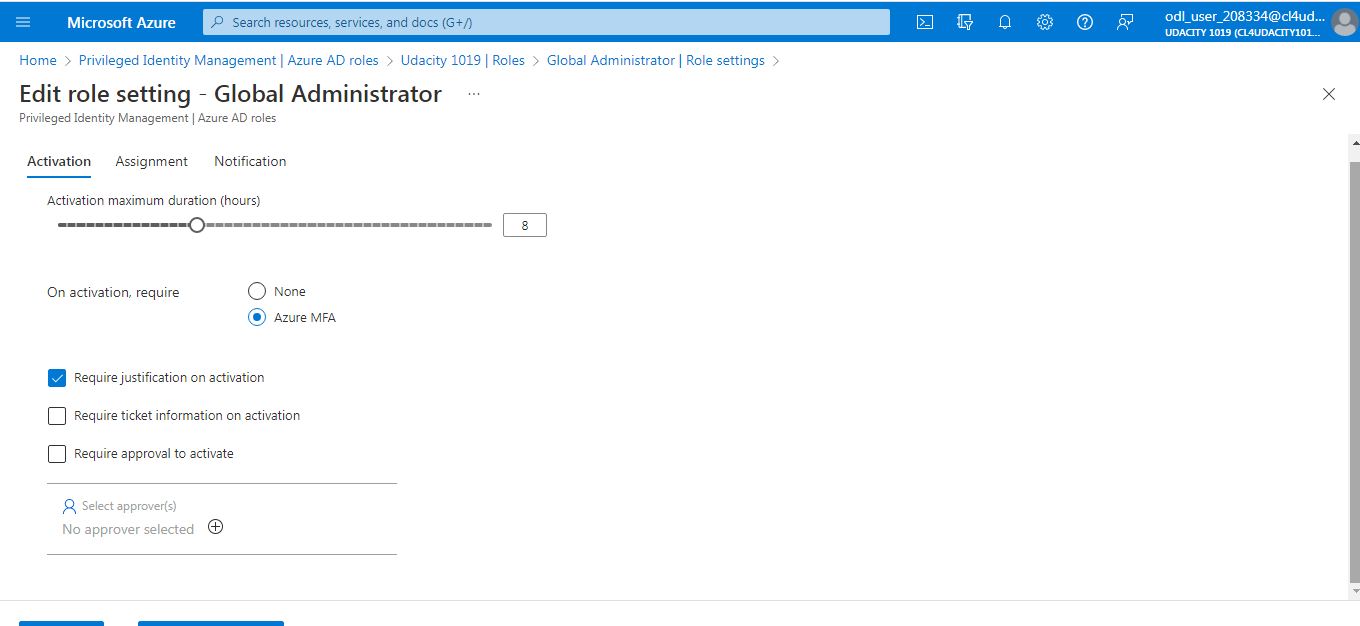 Microsoft Azure
Search resources, services, and docs (G+/)
odl_user_208334@cl4ud...
UDACITY 1019 (CL4UDACITY101...
Home > Privileged Identity Management | Azure AD roles > Udacity 1019 | Roles > Global Administrator | Role settings >
Edit role setting - Global Administrator ...
Privileged Identity Management | Azure AD roles
Activation Assignment Notification
Activation maximum duration (hours)
8
On activation, require
None
Azure MFA
Require justification on activation
Require ticket information on activation
Require approval to activate
Select approver(s)
No approver selected